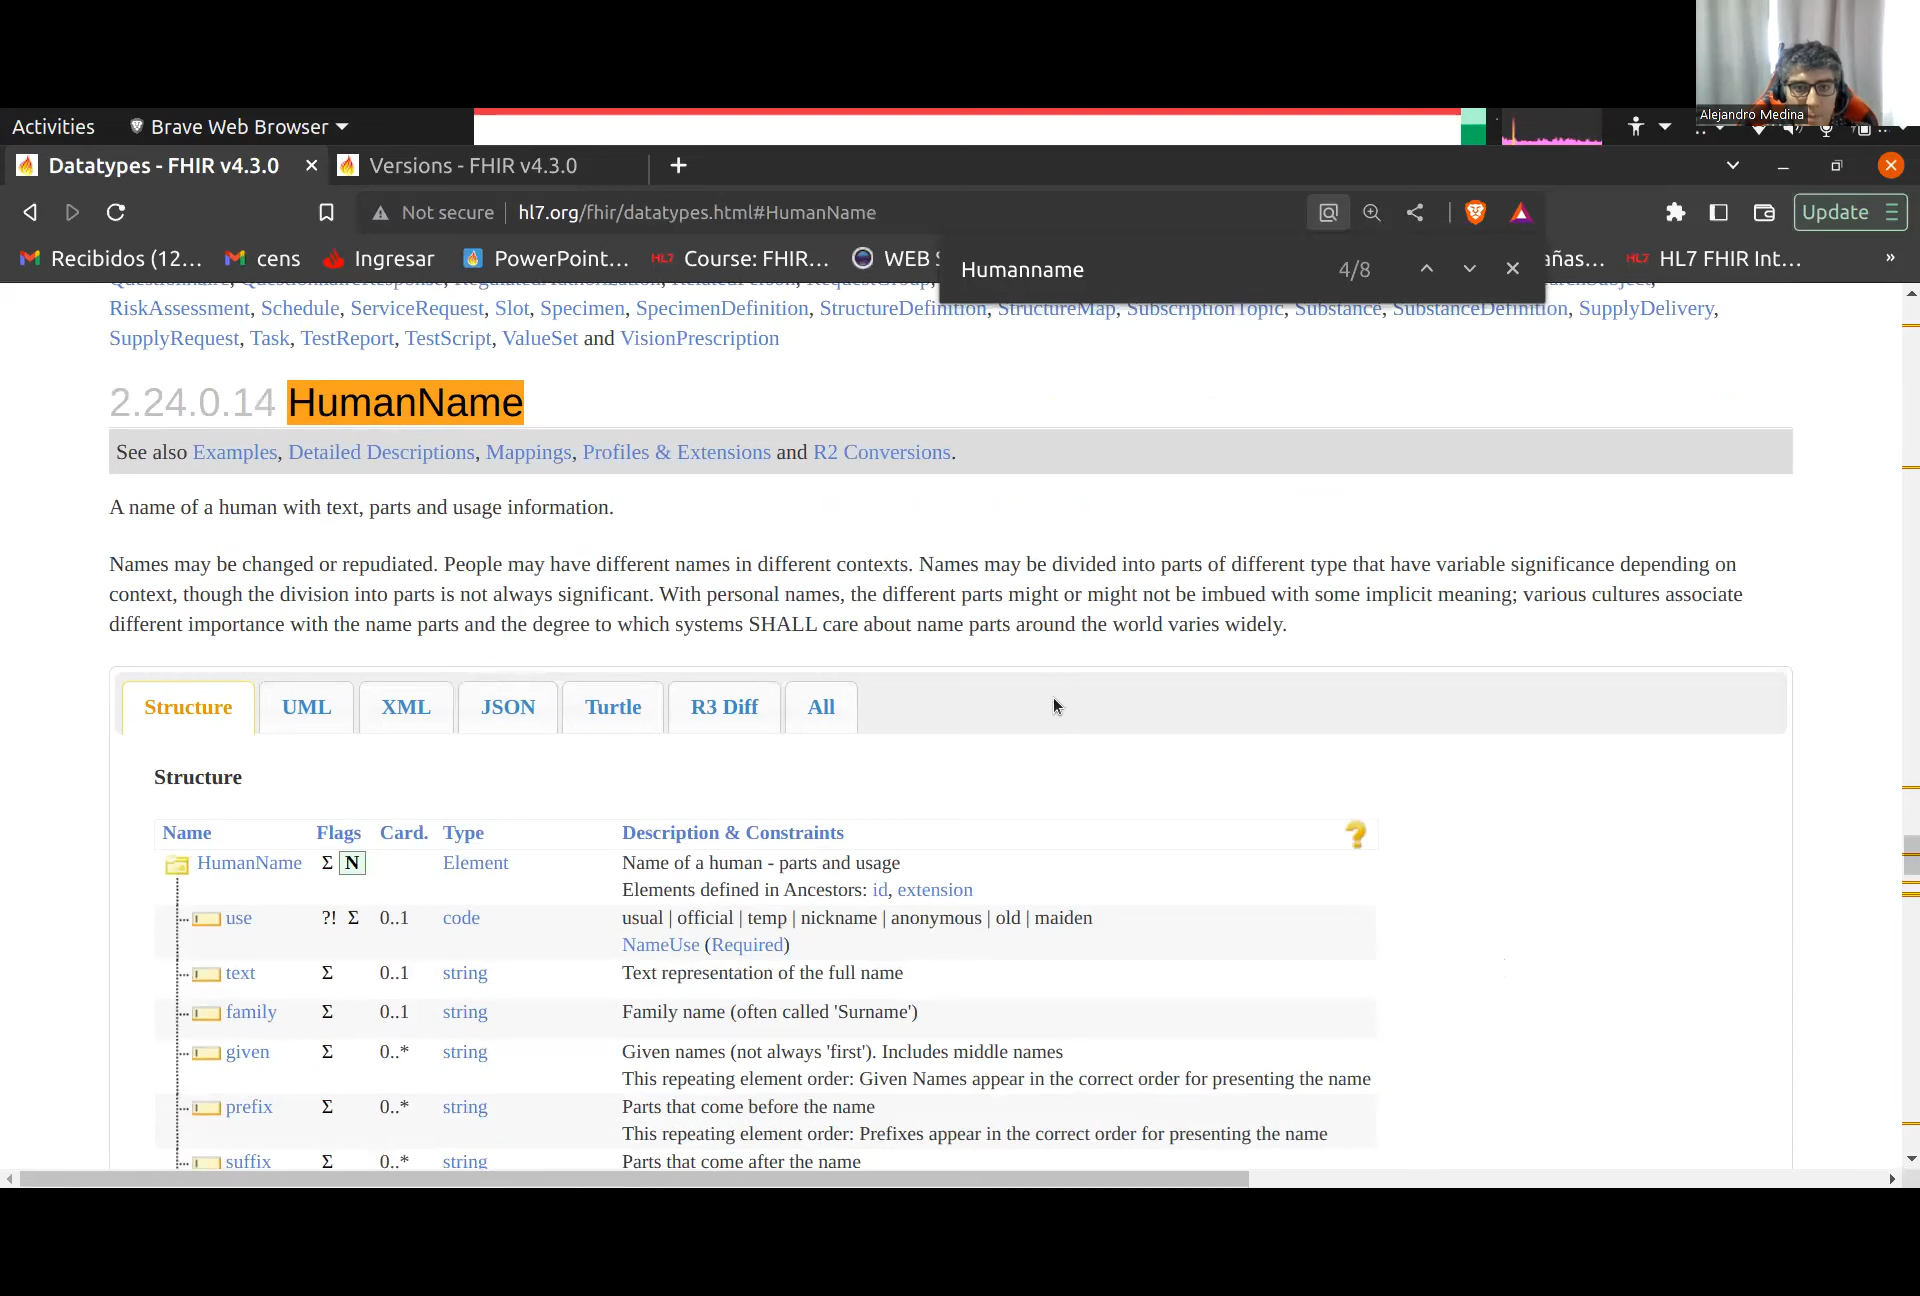 Alejandro Medina
Activities Brave Web Browser
Datatypes - FHIR v4.3.0 Versions - FHIR v4.3.0
Not secure hl7.org/fhir/datatypes.html#HumanName Update
Recibidos (12... cens Ingresar PowerPoint... HL7 Course: FHIR... WEB S Humanname 4/8 añas... HL7 HL7 FHIR Int... »
Questionnaire, QuestionnaireResponse, RegulatedAuthorization, RelatedPerson, RequestGroup,
RiskAssessment, Schedule, ServiceRequest, Slot, Specimen, SpecimenDefinition, StructureDefinition, StructureMap, SubscriptionTopic, Substance, SubstanceDefinition, SupplyDelivery,
SupplyRequest, Task, TestReport, TestScript, ValueSet and VisionPrescription
2.24.0.14 HumanName
See also Examples, Detailed Descriptions, Mappings, Profiles & Extensions and R2 Conversions.
A name of a human with text, parts and usage information.
Names may be changed or repudiated. People may have different names in different contexts. Names may be divided into parts of different type that have variable significance depending on
context, though the division into parts is not always significant. With personal names, the different parts might or might not be imbued with some implicit meaning; various cultures associate
different importance with the name parts and the degree to which systems SHALL care about name parts around the world varies widely.
Structure UML XML JSON Turtle R3 Diff All
Structure
Name Flags Card. Type Description & Constraints ?
HumanName Σ N Element Name of a human - parts and usage
Elements defined in Ancestors: id, extension
use ?! Σ 0..1 code usual | official | temp | nickname | anonymous | old | maiden
NameUse (Required)
text Σ 0..1 string Text representation of the full name
family Σ 0..1 string Family name (often called 'Surname')
given Σ 0..* string Given names (not always 'first'). Includes middle names
This repeating element order: Given Names appear in the correct order for presenting the name
prefix Σ 0..* string Parts that come before the name
This repeating element order: Prefixes appear in the correct order for presenting the name
suffix Σ 0..* string Parts that come after the name